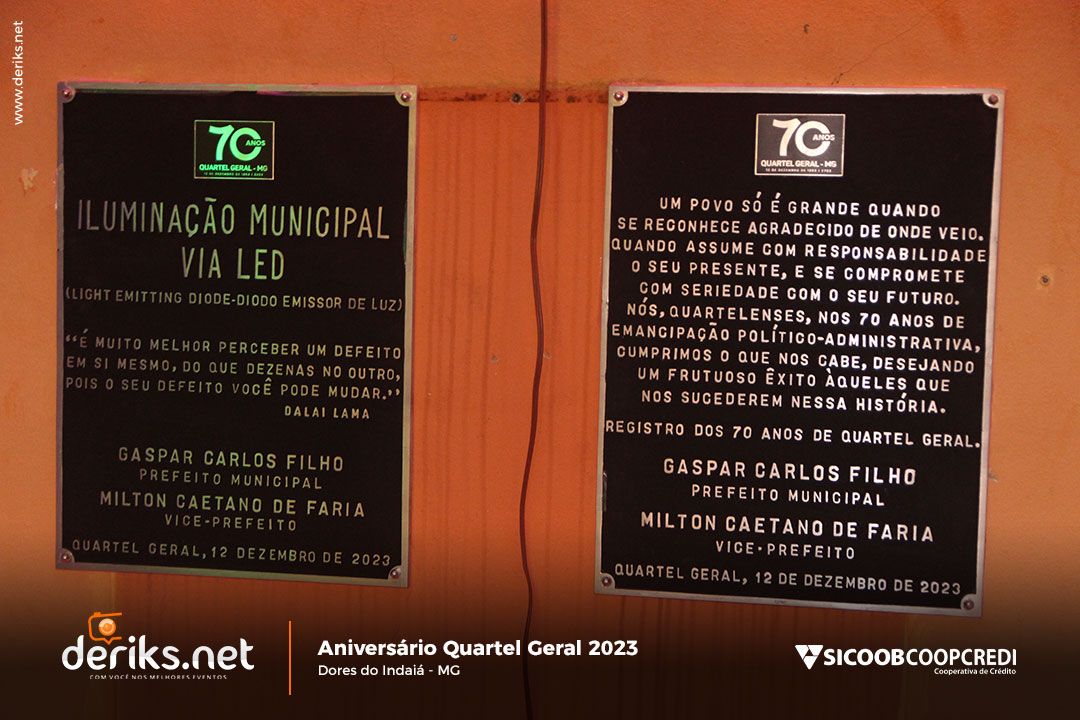 www.deriks.net
70
ANOS
QUARTEL GERAL - MG
ILUMINAÇÃO MUNICIPAL
VIA LED
(LIGHT EMITTING DIODE-DIODO EMISSOR DE LUZ)
“É MUITO MELHOR PERCEBER UM DEFEITO
EM SI MESMO, DO QUE DEZENAS NO OUTRO,
POIS O SEU DEFEITO VOCÊ PODE MUDAR.”
DALAI LAMA
GASPAR CARLOS FILHO
PREFEITO MUNICIPAL
MILTON CAETANO DE FARIA
VICE-PREFEITO
QUARTEL GERAL, 12 DEZEMBRO DE 2023
70
ANOS
QUARTEL GERAL - MG
UM POVO SÓ É GRANDE QUANDO
SE RECONHECE AGRADECIDO DE ONDE VEIO.
QUANDO ASSUME COM RESPONSABILIDADE
O SEU PRESENTE, E SE COMPROMETE
COM SERIEDADE COM O SEU FUTURO.
NÓS, QUARTELENSES, NOS 70 ANOS DE
EMANCIPAÇÃO POLÍTICO-ADMINISTRATIVA,
CUMPRIMOS O QUE NOS CABE, DESEJANDO
UM FRUTUOSO ÊXITO ÀQUELES QUE
NOS SUCEDEREM NESSA HISTÓRIA.
REGISTRO DOS 70 ANOS DE QUARTEL GERAL.
GASPAR CARLOS FILHO
PREFEITO MUNICIPAL
MILTON CAETANO DE FARIA
VICE-PREFEITO
QUARTEL GERAL, 12 DE DEZEMBRO DE 2023
deriks.net
COM VOCÊ NOS MELHORES EVENTOS
Aniversário Quartel Geral 2023
Dores do Indaiá - MG
SICOOBCOOPCREDI
Cooperativa de Crédito